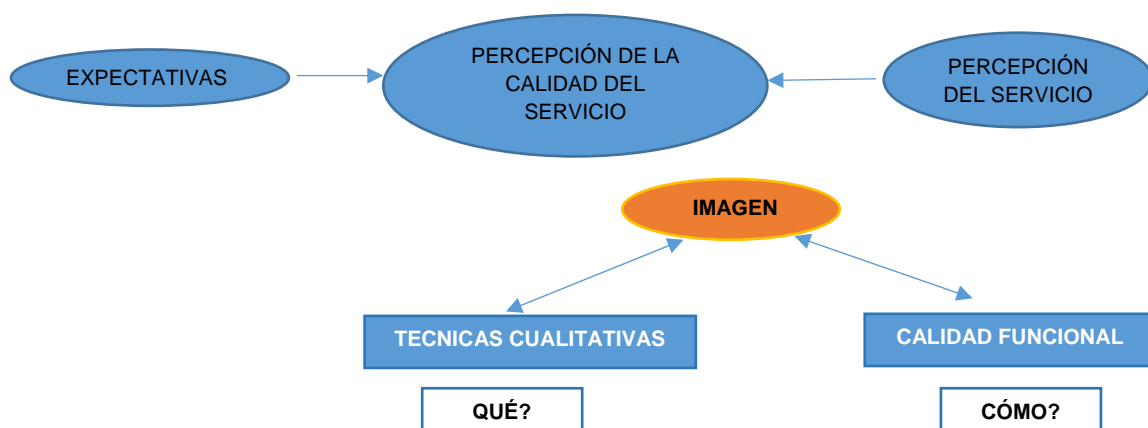 EXPECTATIVAS
PERCEPCIÓN DE LA
CALIDAD DEL
SERVICIO
PERCEPCIÓN
DEL SERVICIO
IMAGEN
TECNICAS CUALITATIVAS
CALIDAD FUNCIONAL
QUÉ?
CÓMO?